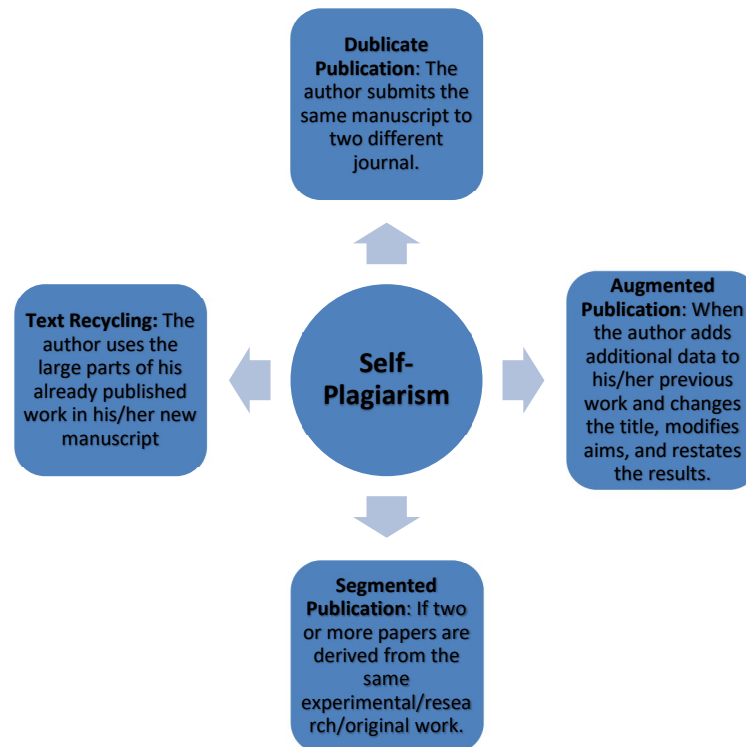 Dublicate
Publication: The
author submits the
same manuscript to
two different
journal.
Text Recycling: The
author uses the
large parts of his
already published
work in his/her new
manuscript
Self-
Plagiarism
Augmented
Publication: When
the author adds
additional data to
his/her previous
work and changes
the title, modifies
aims, and restates
the results.
Segmented
Publication: If two
or more papers are
derived from the
same
experimental/resea
rch/original work.